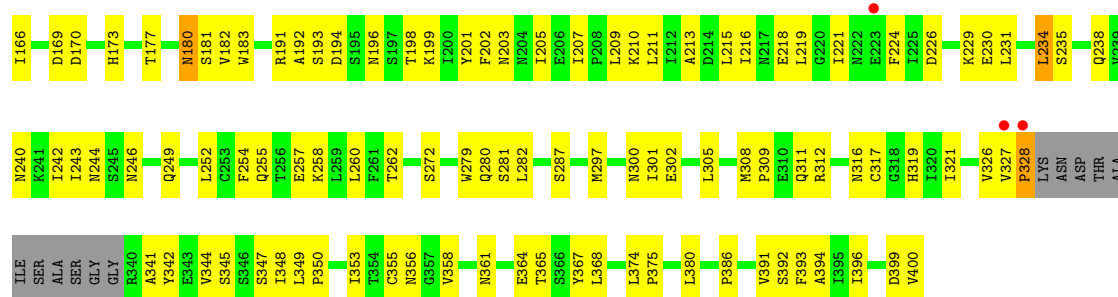 I166 D169 D170 H173 T177 N180 S181 V182 W183 R191 A192 S193 D194 S195 N196 S197 T198 K199 I200 Y201 F202 N203 N204 I205 E206 I207 P208 L209 K210 L211 I212 A213 D214 L215 I216 N217 E218 L219 G220 I221 N222 E223 F224 I225 D226 K229 E230 L231 L234 S235 Q238
N240 K241 I242 I243 N244 S245 N246 Q249 L252 C253 F254 Q255 T256 E257 K258 L259 L260 F261 T262 S272 W279 Q280 S281 L282 S287 M297 N300 I301 E302 L305 M308 P309 E310 Q311 R312 N316 C317 G318 H319 I320 I321 V326 V327 P328 LYS ASN ASP THR ALA
ILE SER ALA SER GLY GLY R340 A341 Y342 E343 V344 S345 S346 S347 I348 L349 P350 I353 T354 C355 N356 G357 V358 N361 E364 T365 S366 Y367 L368 L374 P375 L380 P386 V391 S392 F393 A394 I395 I396 D399 V400